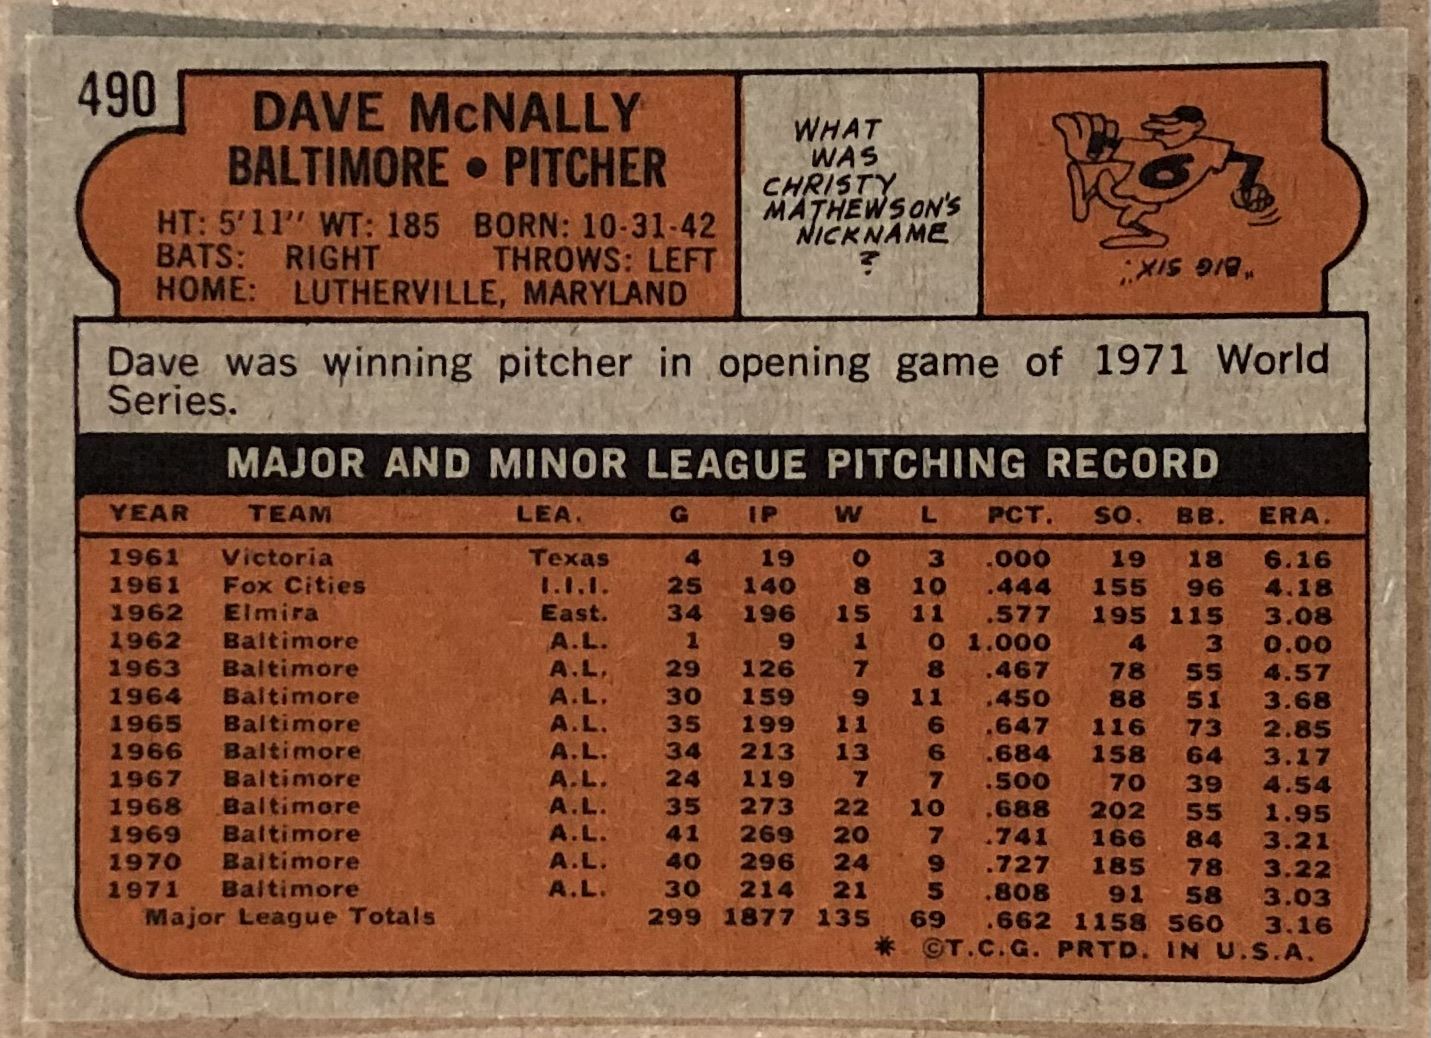 490
DAVE McNALLY
BALTIMORE • PITCHER
HT: 5'11" WT: 185 BORN: 10-31-42
BATS: RIGHT THROWS: LEFT
HOME: LUTHERVILLE, MARYLAND
WHAT
WAS
CHRISTY
MATHEWSON'S
NICKNAME
?
6
"BIG SIX."
Dave was winning pitcher in opening game of 1971 World
Series.
MAJOR AND MINOR LEAGUE PITCHING RECORD
YEAR TEAM LEA. G IP W L PCT. SO. BB. ERA.
1961 Victoria Texas 4 19 0 3 .000 19 18 6.16
1961 Fox Cities I.I.I. 25 140 8 10 .444 155 96 4.18
1962 Elmira East. 34 196 15 11 .577 195 115 3.08
1962 Baltimore A.L. 1 9 1 0 1.000 4 3 0.00
1963 Baltimore A.L. 29 126 7 8 .467 78 55 4.57
1964 Baltimore A.L. 30 159 9 11 .450 88 51 3.68
1965 Baltimore A.L. 35 199 11 6 .647 116 73 2.85
1966 Baltimore A.L. 34 213 13 6 .684 158 64 3.17
1967 Baltimore A.L. 24 119 7 7 .500 70 39 4.54
1968 Baltimore A.L. 35 273 22 10 .688 202 55 1.95
1969 Baltimore A.L. 41 269 20 7 .741 166 84 3.21
1970 Baltimore A.L. 40 296 24 9 .727 185 78 3.22
1971 Baltimore A.L. 30 214 21 5 .808 91 58 3.03
Major League Totals 299 1877 135 69 .662 1158 560 3.16
* ©T.C.G. PRTD. IN U.S.A.